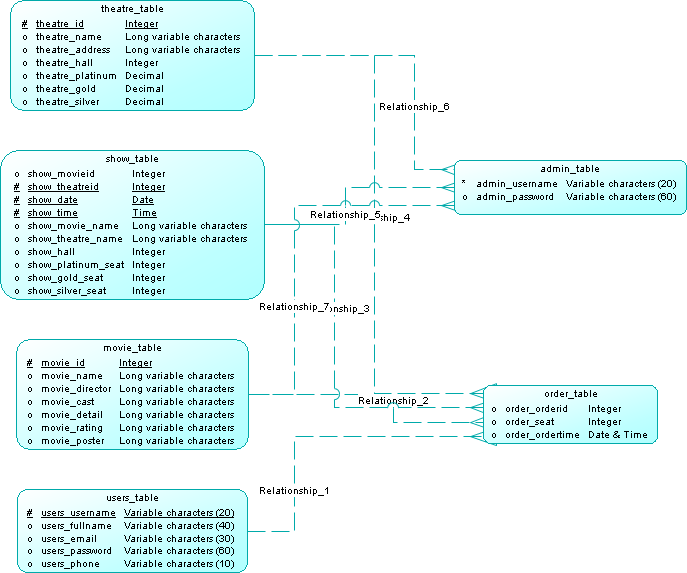 theatre_table
# theatre_id Integer
o theatre_name Long variable characters
o theatre_address Long variable characters
o theatre_hall Integer
o theatre_platinum Decimal
o theatre_gold Decimal
o theatre_silver Decimal
Relationship_6
show_table
o show_movieid Integer
# show_theatreid Integer
# show_date Date
# show_time Time
o show_movie_name Long variable characters
o show_theatre_name Long variable characters
o show_hall Integer
o show_platinum_seat Integer
o show_gold_seat Integer
o show_silver_seat Integer
admin_table
* admin_username Variable characters (20)
o admin_password Variable characters (60)
Relationship_5
ship_4
Relationship_7
nship_3
movie_table
# movie_id Integer
o movie_name Long variable characters
o movie_director Long variable characters
o movie_cast Long variable characters
o movie_detail Long variable characters
o movie_rating Long variable characters
o movie_poster Long variable characters
Relationship_2
order_table
o order_orderid Integer
o order_seat Integer
o order_ordertime Date & Time
Relationship_1
users_table
# users_username Variable characters (20)
o users_fullname Variable characters (40)
o users_email Variable characters (30)
o users_password Variable characters (60)
o users_phone Variable characters (10)